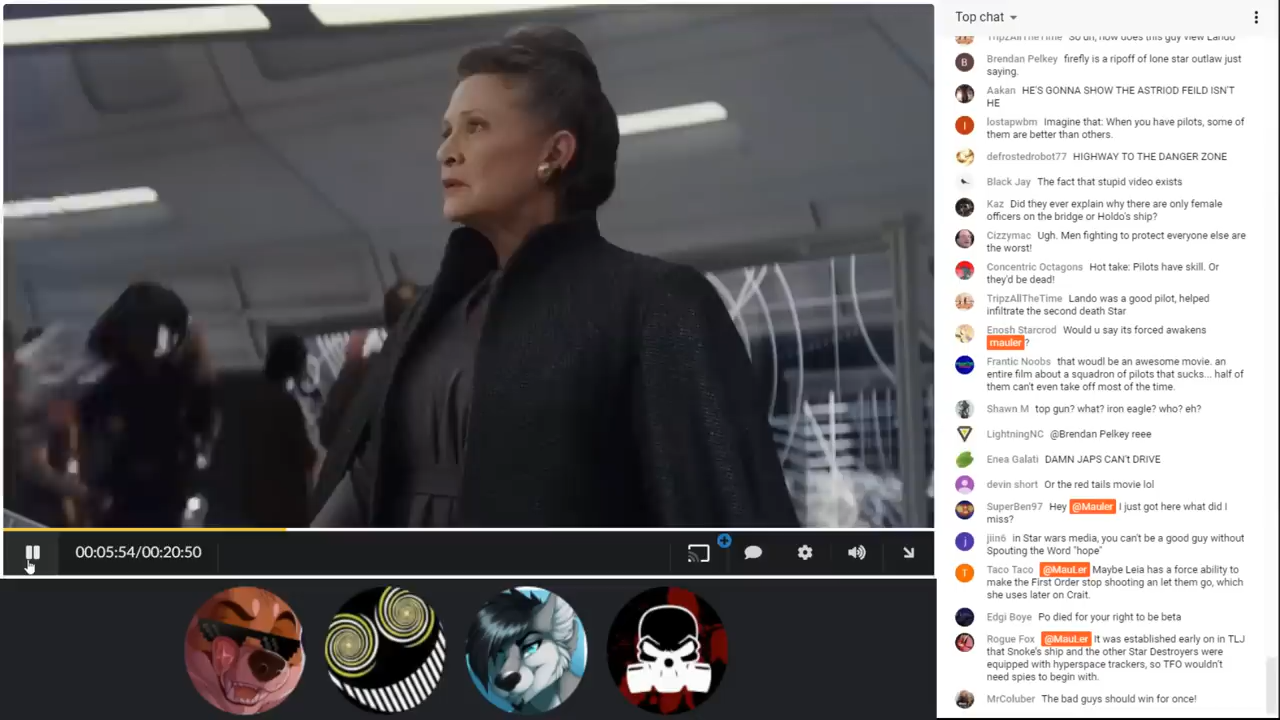 Top chat
TripzAllTheTime So uh, how does this guy view Lando
Brendan Pelkey firefly is a ripoff of lone star outlaw just
saying.
Aakan HE'S GONNA SHOW THE ASTRIOD FEILD ISN'T
HE
lostapwbm Imagine that: When you have pilots, some of
them are better than others.
defrostedrobot77 HIGHWAY TO THE DANGER ZONE
Black Jay The fact that stupid video exists
Kaz Did they ever explain why there are only female
officers on the bridge or Holdo's ship?
Cizzymac Ugh. Men fighting to protect everyone else are
the worst!
Concentric Octagons Hot take: Pilots have skill. Or
they'd be dead!
TripzAllTheTime Lando was a good pilot, helped
infiltrate the second death Star
Enosh Starcrod Would u say its forced awakens
mauler?
Frantic Noobs that woudl be an awesome movie. an
entire film about a squadron of pilots that sucks... half of
them can't even take off most of the time.
Shawn M top gun? what? iron eagle? who? eh?
LightningNC @Brendan Pelkey reee
Enea Galati DAMN JAPS CAN't DRIVE
devin short Or the red tails movie lol
SuperBen97 Hey @Mauler I just got here what did I
miss?
jiin6 in Star wars media, you can't be a good guy without
Spouting the Word "hope"
Taco Taco @MauLer Maybe Leia has a force ability to
make the First Order stop shooting an let them go, which
she uses later on Crait.
Edgi Boye Po died for your right to be beta
Rogue Fox @MauLer It was established early on in TLJ
that Snoke's ship and the other Star Destroyers were
equipped with hyperspace trackers, so TFO wouldn't
need spies to begin with.
MrColuber The bad guys should win for once!
00:05:54/00:20:50
B
l
j
T